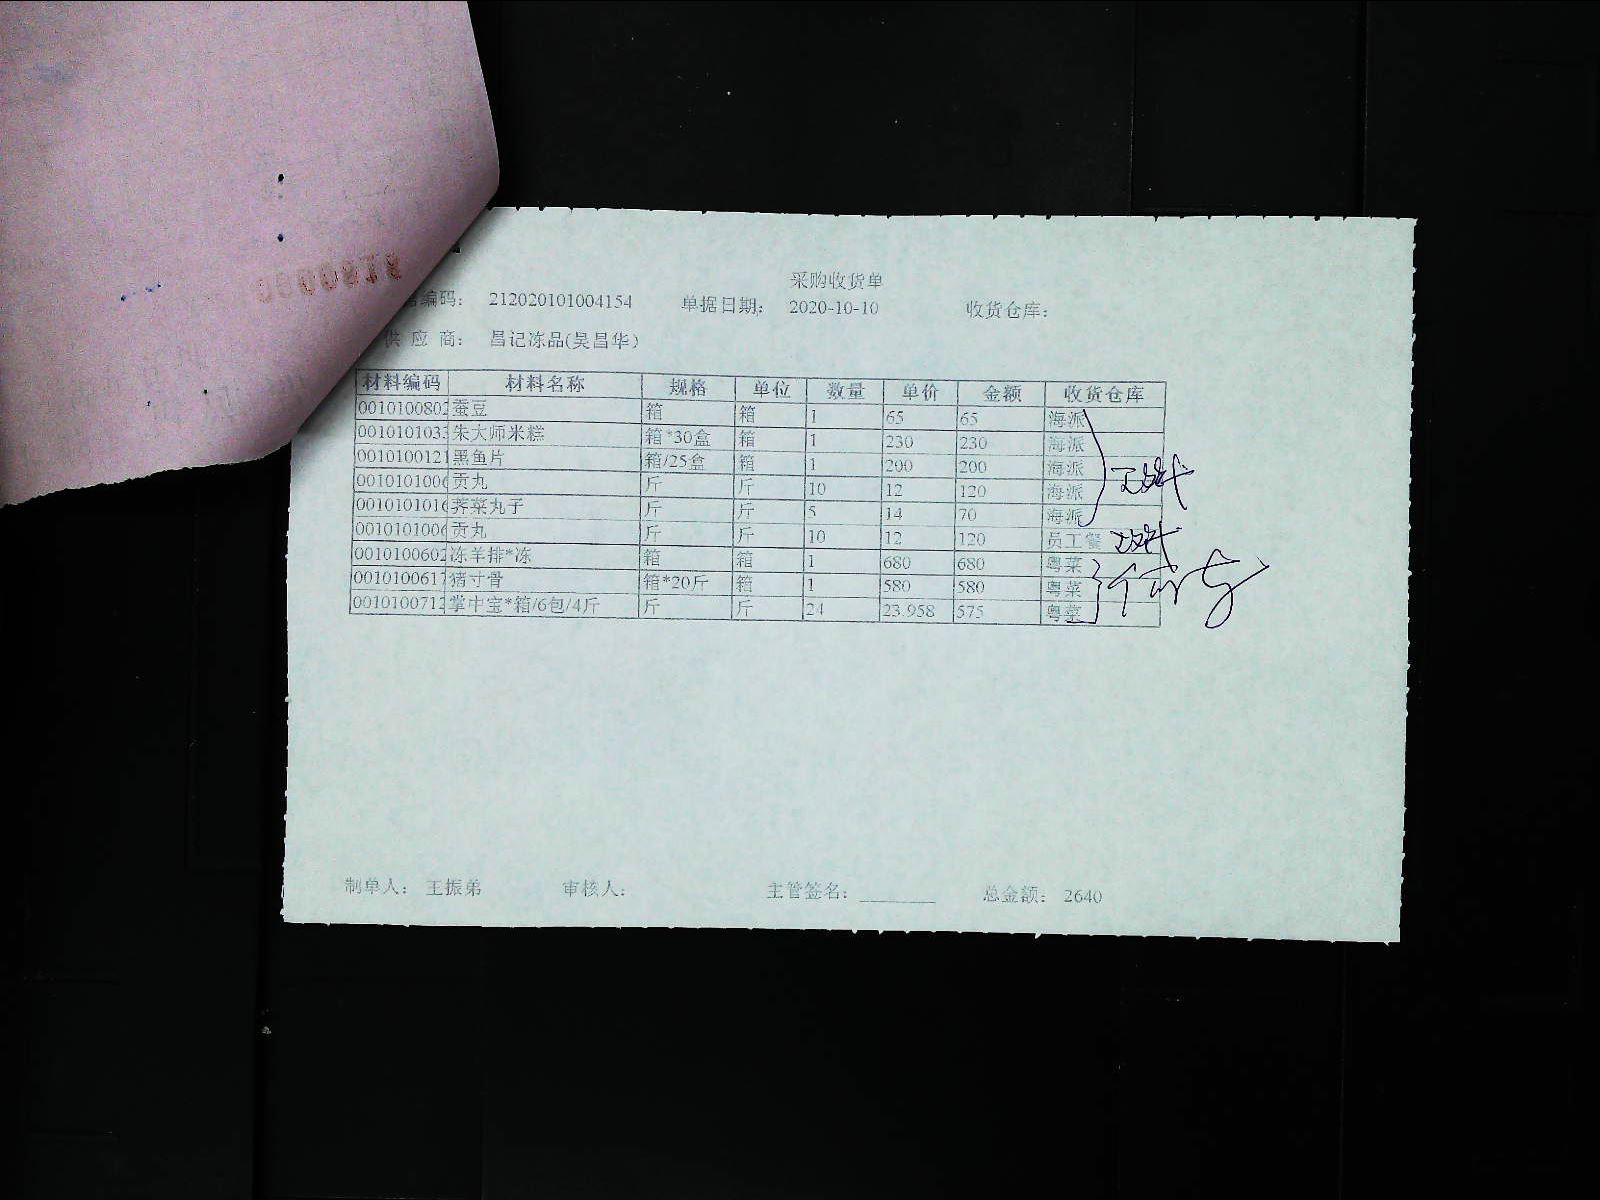 采购收货单
编码： 212020101004154 单据日期： 2020-10-10 收货仓库：
供 应 商： 昌记冻品(吴昌华)
材料编码 材料名称 规格 单位 数量 单价 金额 收货仓库
001010080 蚕豆 箱 箱 1 65 65 海派
001010103 朱大师米糕 箱*30盒 箱 1 230 230 海派
001010012 黑鱼片 箱/25盒 箱 1 200 200 海派
001010100 贡丸 斤 斤 10 12 120 海派
001010101 荠菜丸子 斤 斤 5 14 70 海派
001010100 贡丸 斤 斤 10 12 120 员工餐
001010060 冻羊排*冻 箱 箱 1 680 680 粤菜
001010061 猪寸骨 箱*20斤 箱 1 580 580 粤菜
001010071 掌中宝*箱/6包/4斤 斤 斤 24 23.958 575 粤菜
制单人： 王振弟 审核人： 主管签名： 总金额： 2640